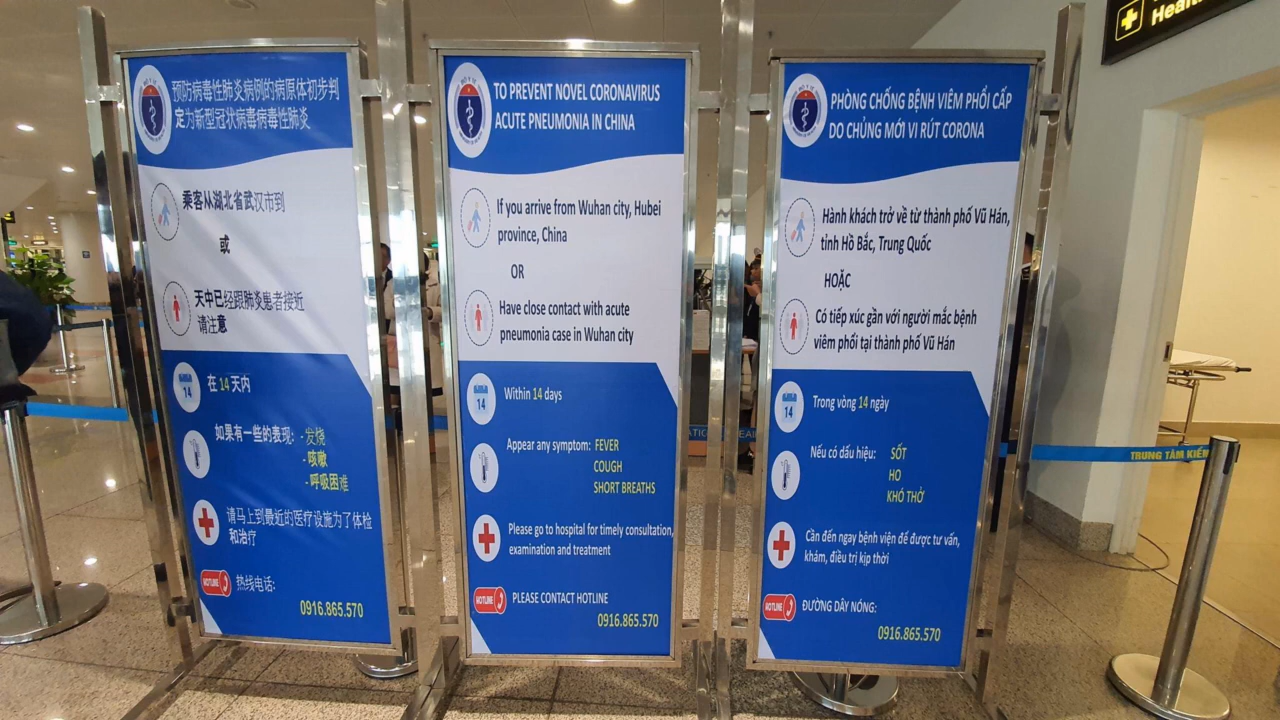 预防病毒性肺炎病例的病原体初步判
定为新型冠状病毒病毒性肺炎
乘客从湖北省武汉市到
或
天中已经跟肺炎患者接近
请注意
在 14 天内
如果有一些的表现: - 发烧
- 咳嗽
- 呼吸困难
请马上到最近的医疗设施为了体检
和治疗
HOTLINE
热线电话:
0916.865.570
BỘ Y TẾ
TO PREVENT NOVEL CORONAVIRUS
ACUTE PNEUMONIA IN CHINA
If you arrive from Wuhan city, Hubei
province, China
OR
Have close contact with acute
pneumonia case in Wuhan city
14
Within 14 days
Appear any symptom: FEVER
COUGH
SHORT BREATHS
Please go to hospital for timely consultation,
examination and treatment
HOTLINE
PLEASE CONTACT HOTLINE
0916.865.570
BỘ Y TẾ
PHÒNG CHỐNG BỆNH VIÊM PHỔI CẤP
DO CHỦNG MỚI VI RÚT CORONA
Hành khách trở về từ thành phố Vũ Hán,
tỉnh Hồ Bắc, Trung Quốc
HOẶC
Có tiếp xúc gần với người mắc bệnh
viêm phổi tại thành phố Vũ Hán
14
Trong vòng 14 ngày
Nếu có dấu hiệu: SỐT
HO
KHÓ THỞ
Cần đến ngay bệnh viện để được tư vấn,
khám, điều trị kịp thời
HOTLINE
ĐƯỜNG DÂY NÓNG:
0916.865.570
TRUNG TÂM KIỂM